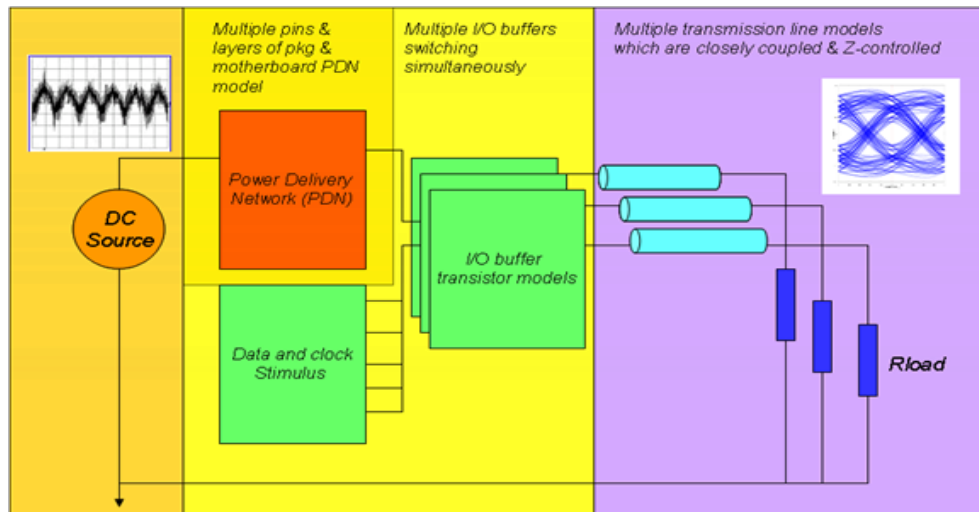 Multiple pins &
layers of pkg &
motherboard PDN
model
Multiple I/O buffers
switching
simultaneously
Multiple transmission line models
which are closely coupled & Z-controlled
Power Delivery
Network (PDN)
DC
Source
I/O buffer
transistor models
Data and clock
Stimulus
Rload